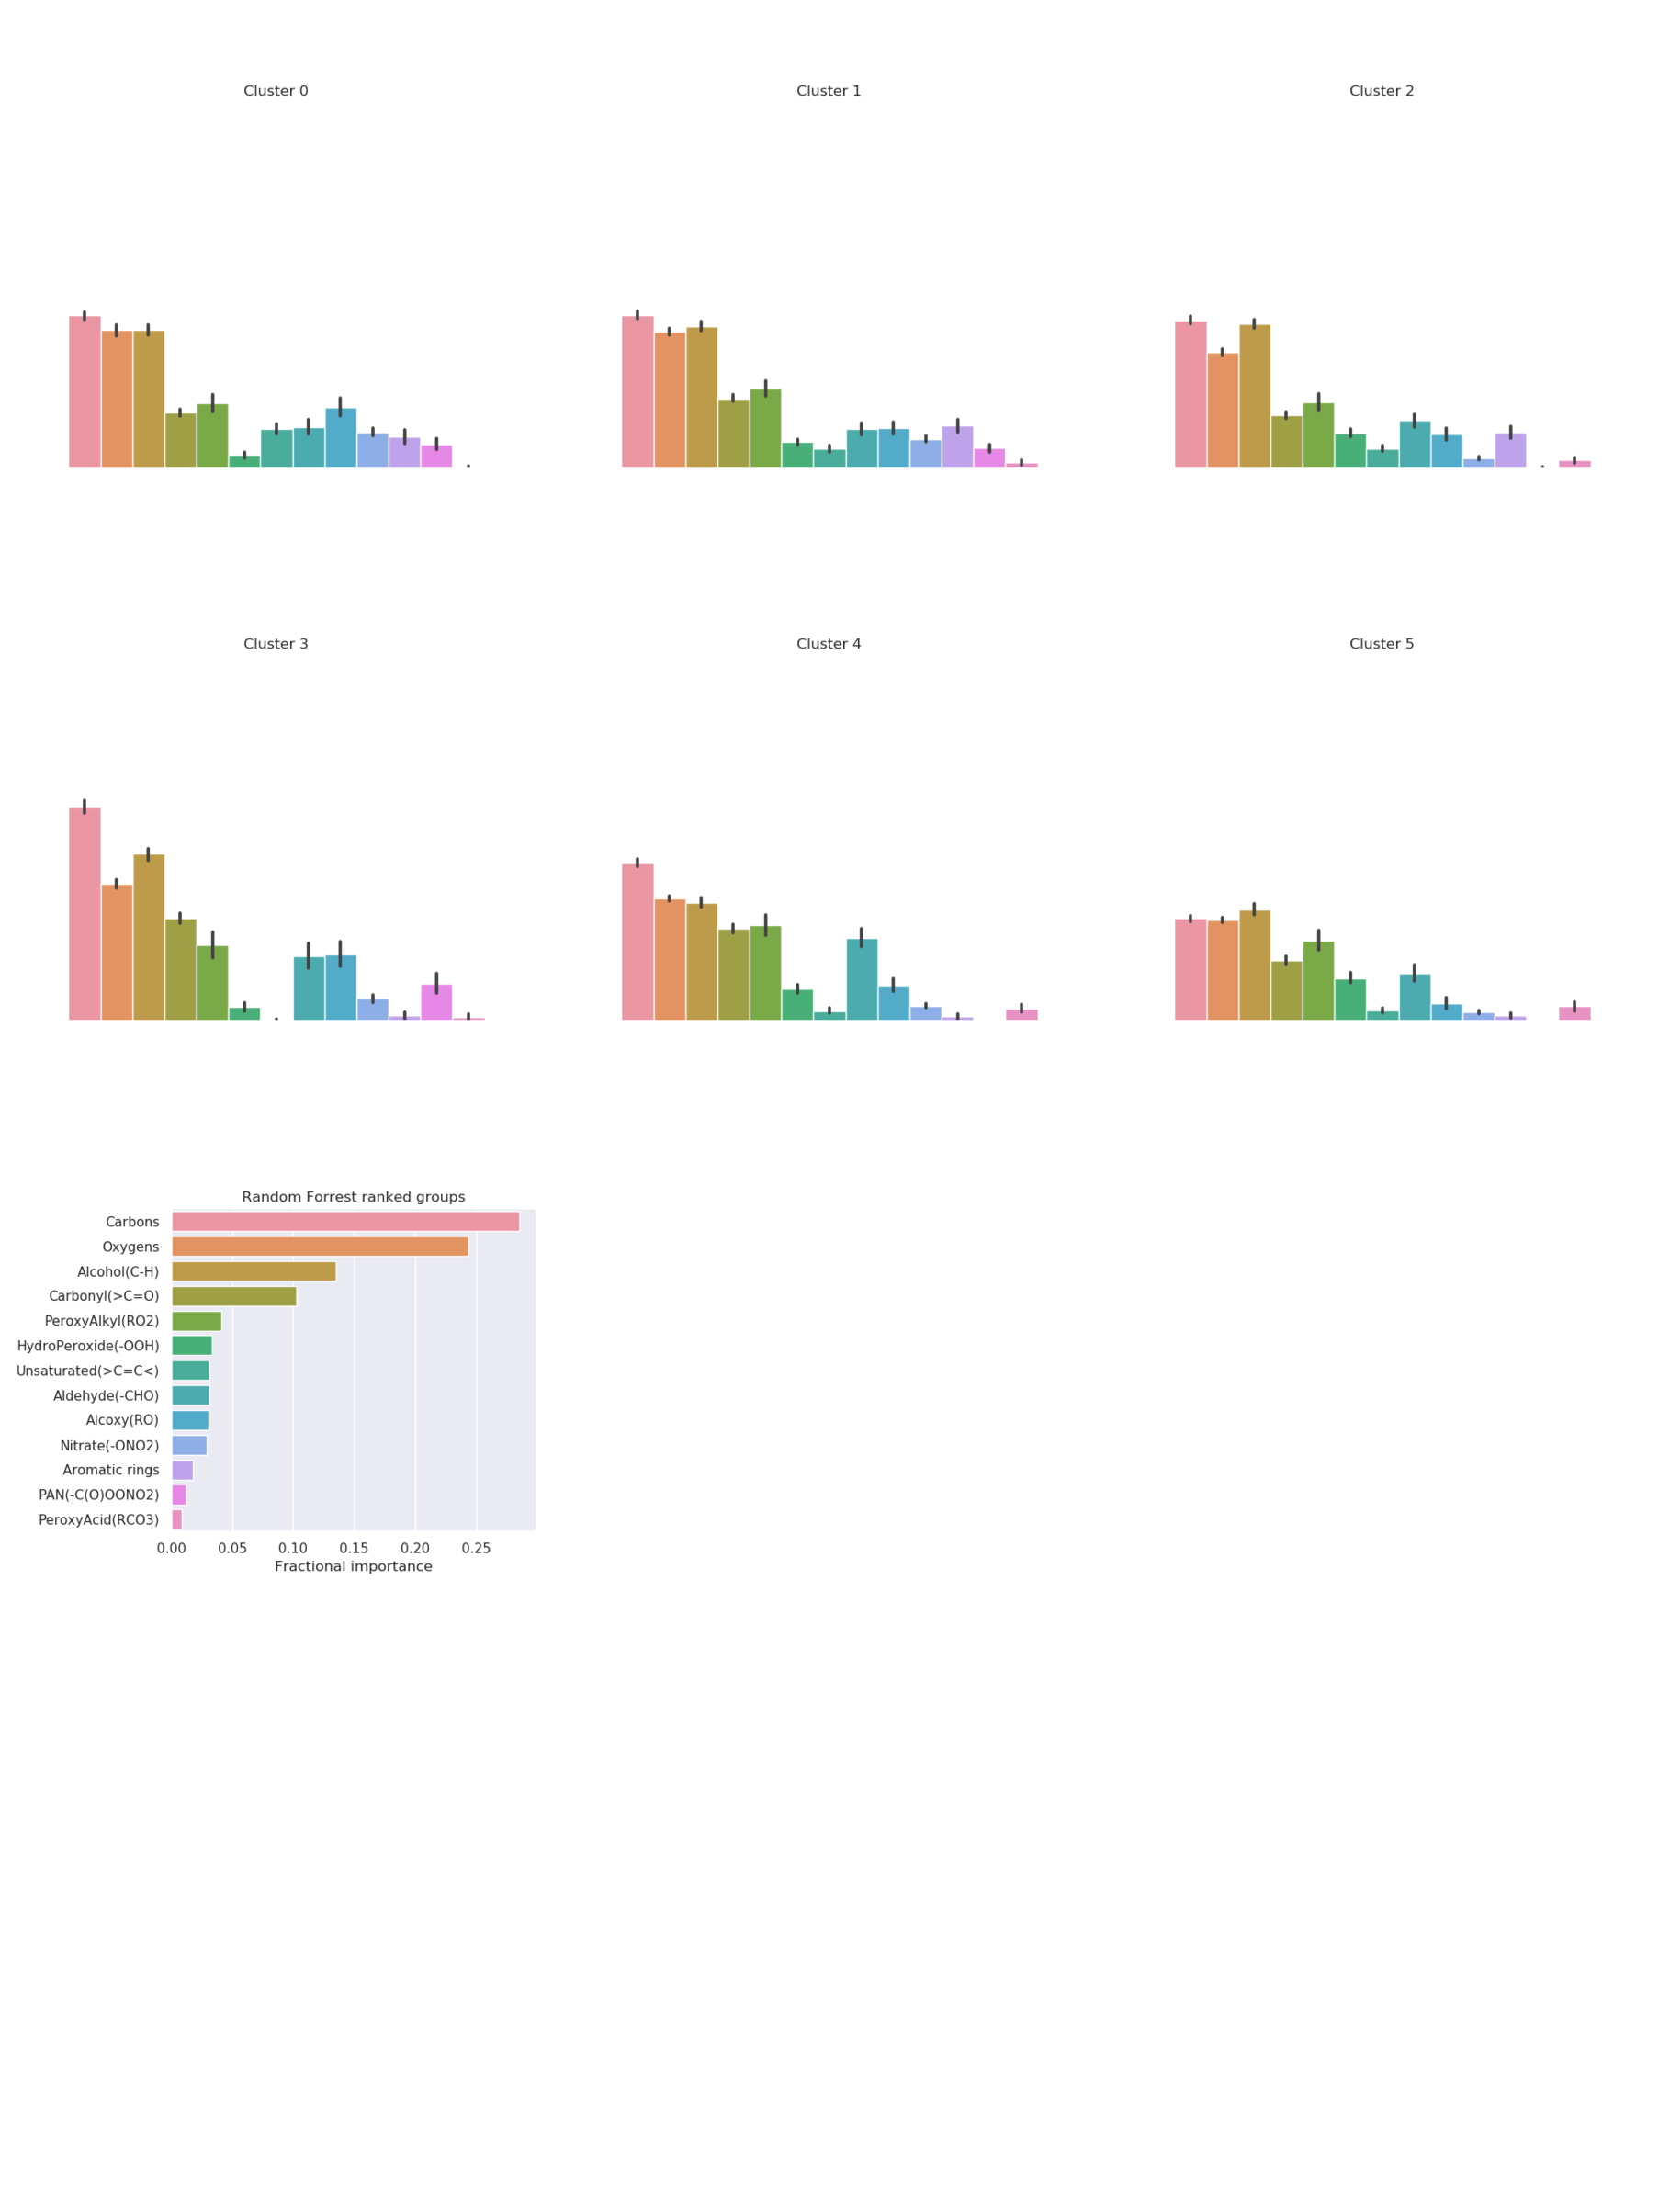 Cluster 0
Cluster 1
Cluster 2
Cluster 3
Cluster 4
Cluster 5
Random Forrest ranked groups
Carbons
Oxygens
Alcohol(C-H)
Carbonyl(>C=O)
PeroxyAlkyl(RO2)
HydroPeroxide(-OOH)
Unsaturated(>C=C<)
Aldehyde(-CHO)
Alcoxy(RO)
Nitrate(-ONO2)
Aromatic rings
PAN(-C(O)OONO2)
PeroxyAcid(RCO3)
0.00 0.05 0.10 0.15 0.20 0.25
Fractional importance